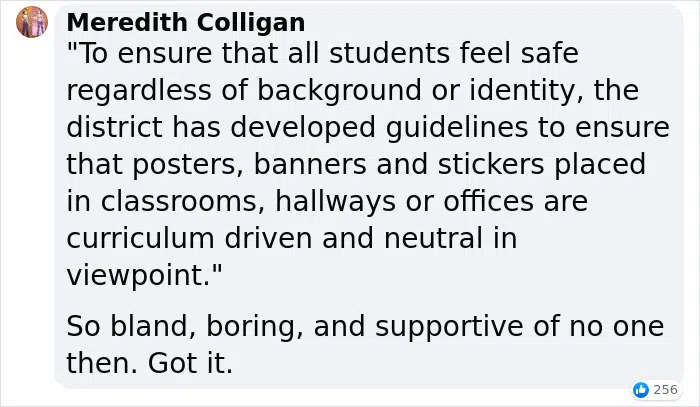 Meredith Colligan
"To ensure that all students feel safe
regardless of background or identity, the
district has developed guidelines to ensure
that posters, banners and stickers placed
in classrooms, hallways or offices are
curriculum driven and neutral in
viewpoint."
So bland, boring, and supportive of no one
then. Got it.
256